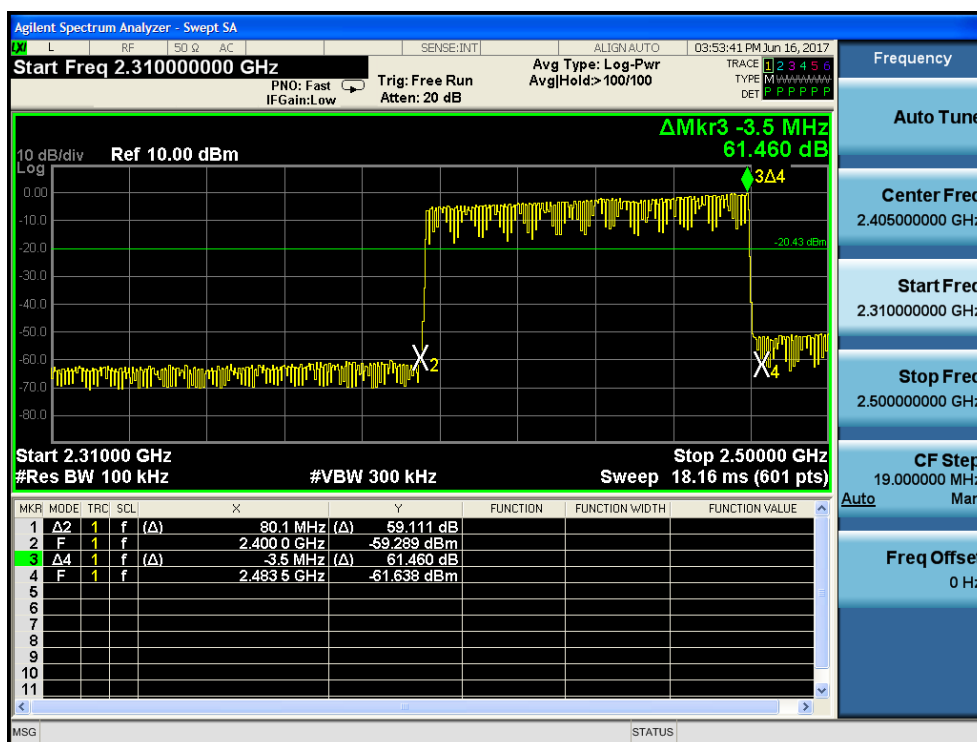 Agilent Spectrum Analyzer - Swept SA
LXI L RF 50 Ω AC SENSE:INT ALIGNAUTO 03:53:41 PM Jun 16, 2017
Start Freq 2.310000000 GHz
PNO: Fast
IFGain:Low
Trig: Free Run
Atten: 20 dB
Avg Type: Log-Pwr
Avg|Hold:>100/100
TRACE 1 2 3 4 5 6
TYPE M
DET P P P P P P
ΔMkr3 -3.5 MHz
61.460 dB
10 dB/div Ref 10.00 dBm
Log
3Δ4
0.00
-10.0
-20.0
-20.43 dBm
-30.0
-40.0
-50.0
-60.0
2
4
-70.0
-80.0
Start 2.31000 GHz Stop 2.50000 GHz
#Res BW 100 kHz #VBW 300 kHz Sweep 18.16 ms (601 pts)
MKR MODE TRC SCL X Y FUNCTION FUNCTION WIDTH FUNCTION VALUE
1 Δ2 1 f (Δ) 80.1 MHz (Δ) 59.111 dB
2 F 1 f 2.400 0 GHz -59.289 dBm
3 Δ4 1 f (Δ) -3.5 MHz (Δ) 61.460 dB
4 F 1 f 2.483 5 GHz -61.638 dBm
5
6
7
8
9
10
11
MSG STATUS
Frequency
Auto Tune
Center Freq
2.405000000 GHz
Start Freq
2.310000000 GHz
Stop Freq
2.500000000 GHz
CF Step
19.000000 MHz
Auto Man
Freq Offset
0 Hz